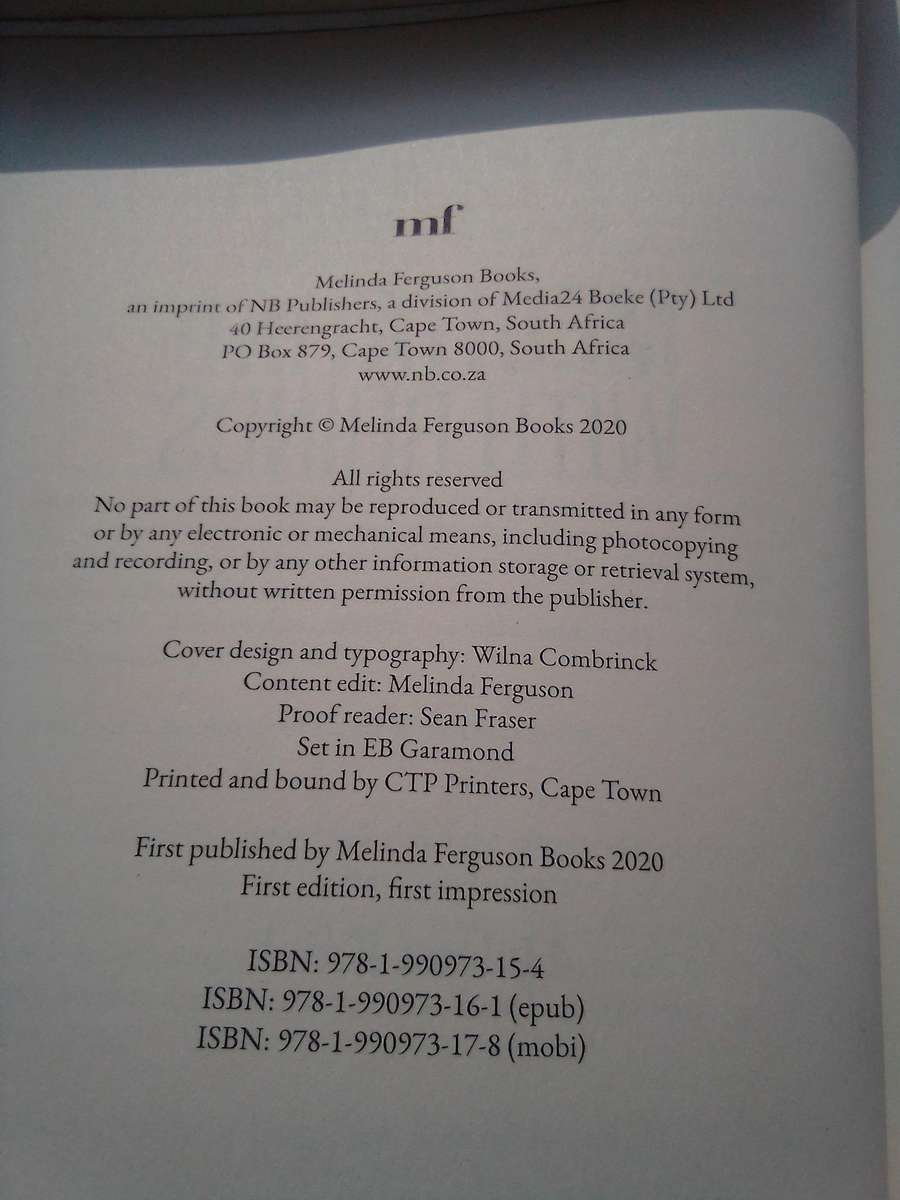 mf
Melinda Ferguson Books,
an imprint of NB Publishers, a division of Media24 Boeke (Pty) Ltd
40 Heerengracht, Cape Town, South Africa
PO Box 879, Cape Town 8000, South Africa
www.nb.co.za
Copyright © Melinda Ferguson Books 2020
All rights reserved
No part of this book may be reproduced or transmitted in any form
or by any electronic or mechanical means, including photocopying
and recording, or by any other information storage or retrieval system,
without written permission from the publisher.
Cover design and typography: Wilna Combrinck
Content edit: Melinda Ferguson
Proof reader: Sean Fraser
Set in EB Garamond
Printed and bound by CTP Printers, Cape Town
First published by Melinda Ferguson Books 2020
First edition, first impression
ISBN: 978-1-990973-15-4
ISBN: 978-1-990973-16-1 (epub)
ISBN: 978-1-990973-17-8 (mobi)